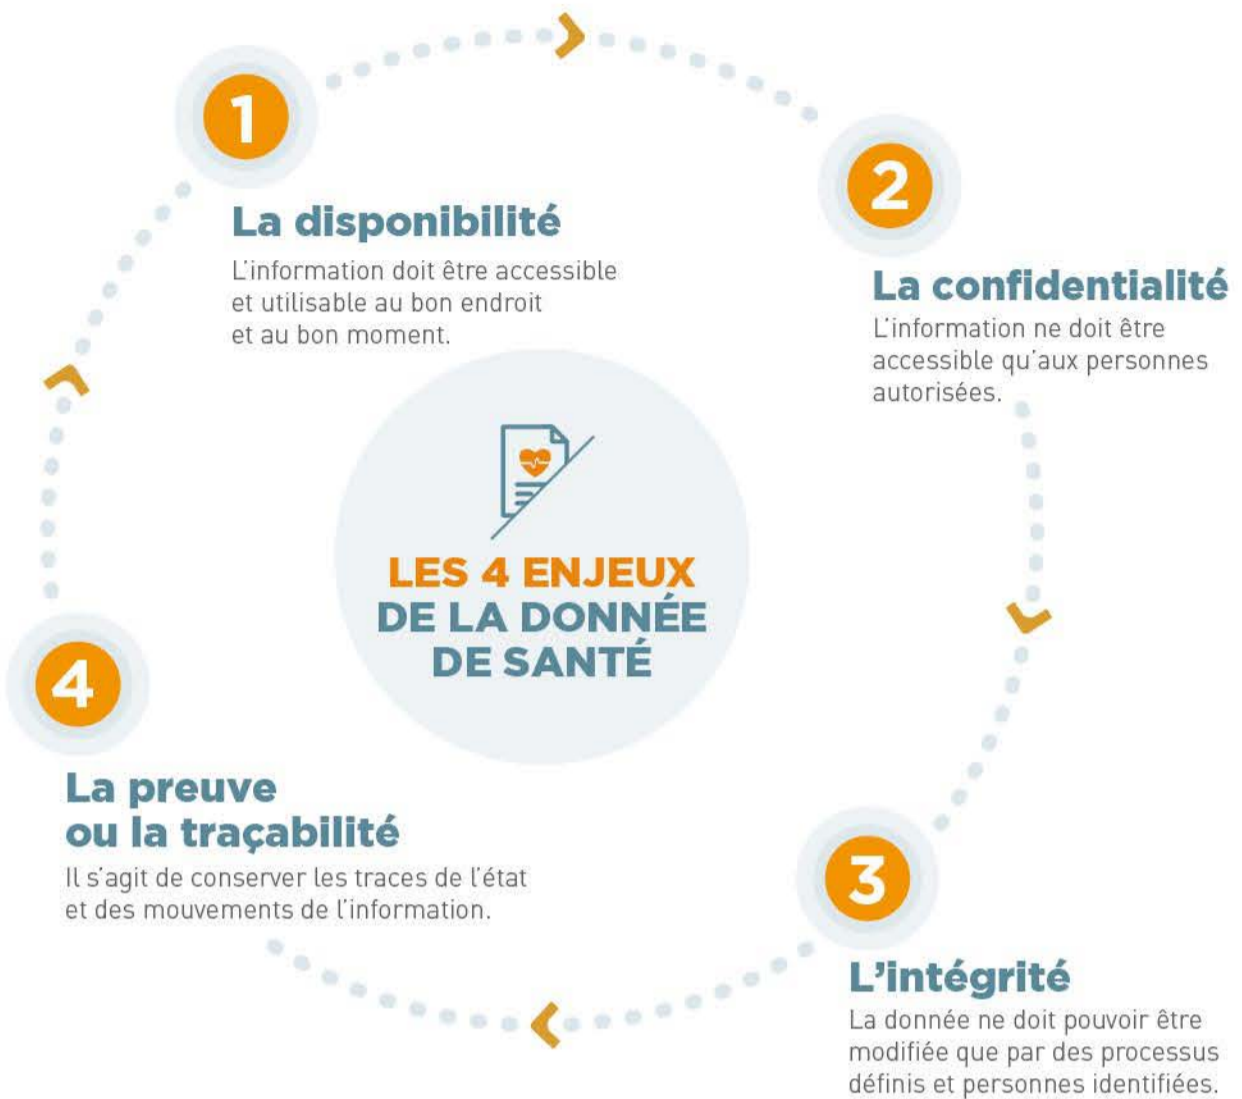 1
La disponibilité
L'information doit être accessible
et utilisable au bon endroit
et au bon moment.
2
La confidentialité
L'information ne doit être
accessible qu'aux personnes
autorisées.
LES 4 ENJEUX
DE LA DONNÉE
DE SANTÉ
3
L'intégrité
La donnée ne doit pouvoir être
modifiée que par des processus
définis et personnes identifiées.
4
La preuve
ou la traçabilité
Il s'agit de conserver les traces de l'état
et des mouvements de l'information.